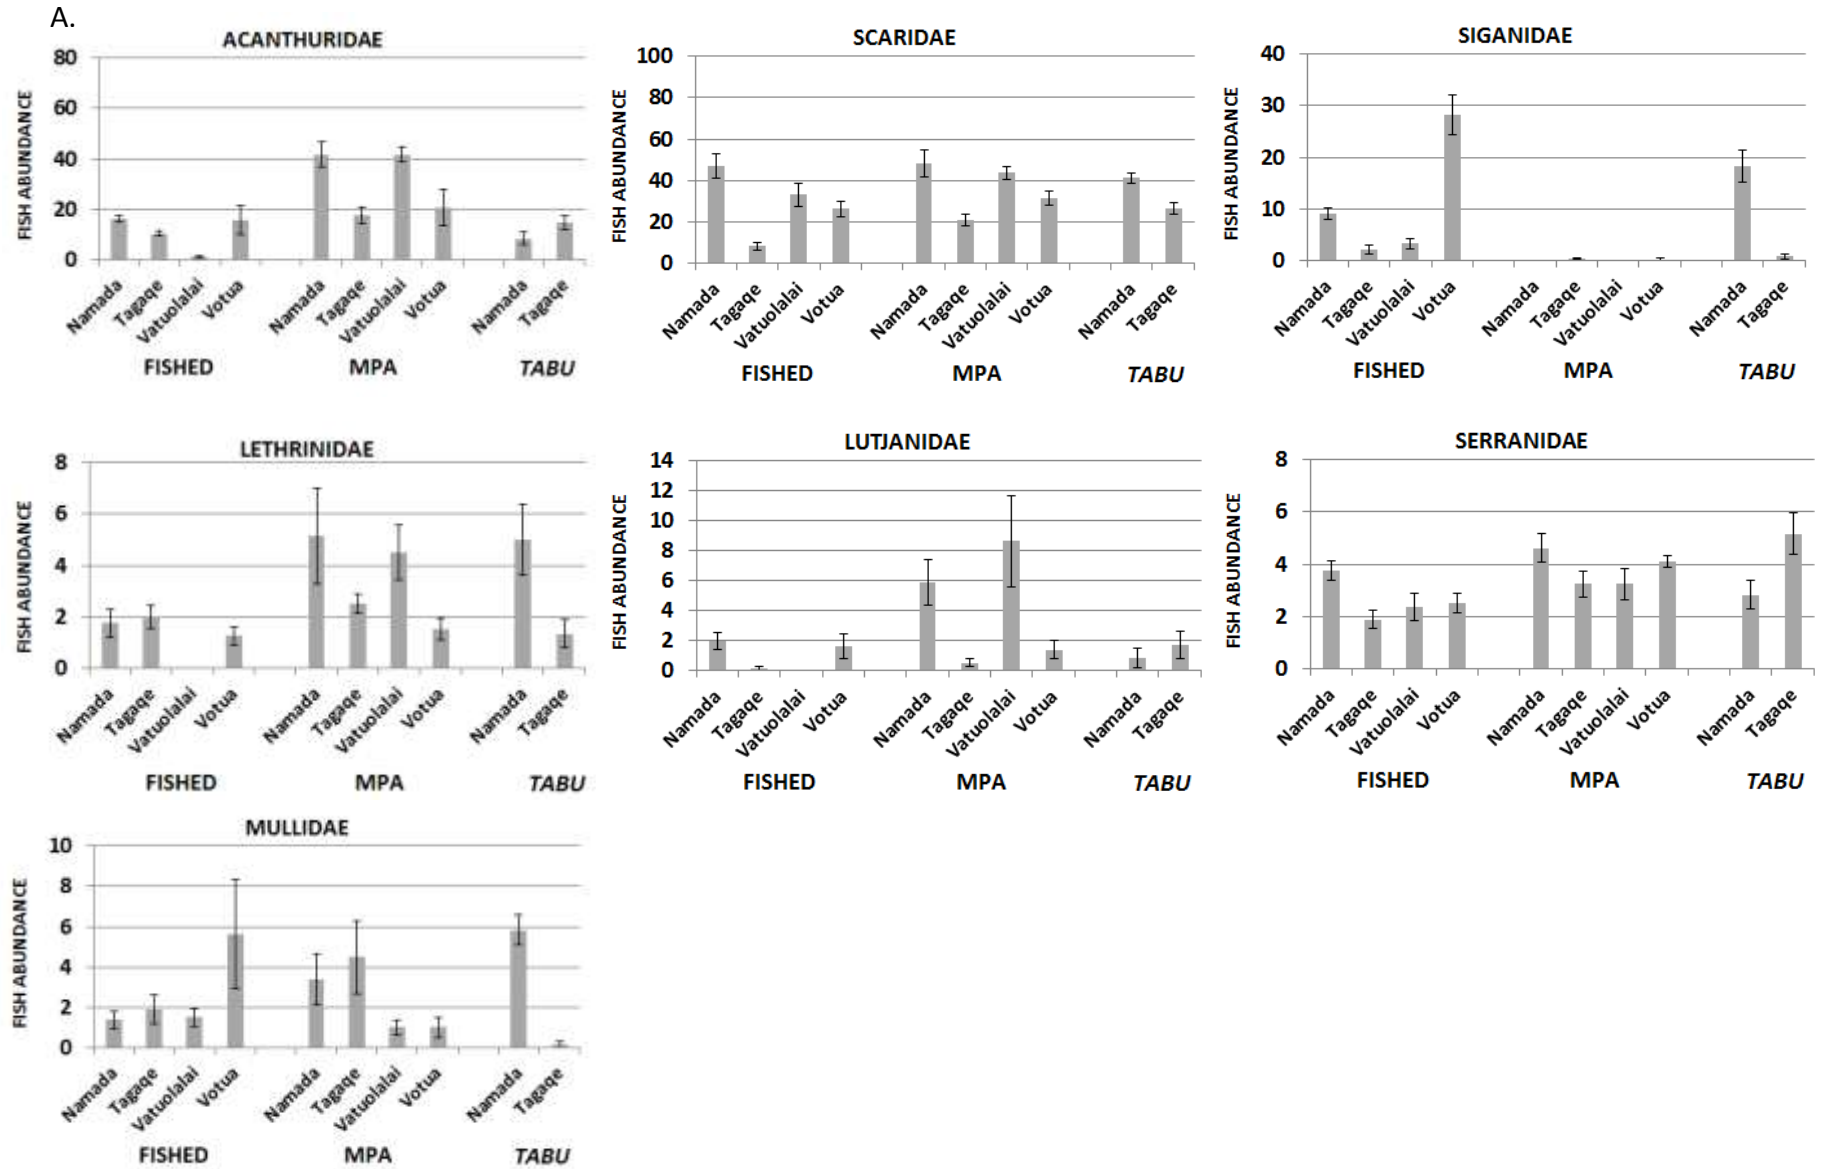 A.
ACANTHURIDAE
FISH ABUNDANCE
80
60
40
20
0
Namada Tagaqe Vatuolalai Votua Namada Tagaqe Vatuolalai Votua Namada Tagaqe
FISHED MPA TABU
SCARIDAE
FISH ABUNDANCE
100
80
60
40
20
0
Namada Tagaqe Vatuolalai Votua Namada Tagaqe Vatuolalai Votua Namada Tagaqe
FISHED MPA TABU
SIGANIDAE
FISH ABUNDANCE
40
30
20
10
0
Namada Tagaqe Vatuolalai Votua Namada Tagaqe Vatuolalai Votua Namada Tagaqe
FISHED MPA TABU
LETHRINIDAE
FISH ABUNDANCE
8
6
4
2
0
Namada Tagaqe Vatuolalai Votua Namada Tagaqe Vatuolalai Votua Namada Tagaqe
FISHED MPA TABU
LUTJANIDAE
FISH ABUNDANCE
14
12
10
8
6
4
2
0
Namada Tagaqe Vatuolalai Votua Namada Tagaqe Vatuolalai Votua Namada Tagaqe
FISHED MPA TABU
SERRANIDAE
FISH ABUNDANCE
8
6
4
2
0
Namada Tagaqe Vatuolalai Votua Namada Tagaqe Vatuolalai Votua Namada Tagaqe
FISHED MPA TABU
MULLIDAE
FISH ABUNDANCE
10
8
6
4
2
0
Namada Tagaqe Vatuolalai Votua Namada Tagaqe Vatuolalai Votua Namada Tagaqe
FISHED MPA TABU